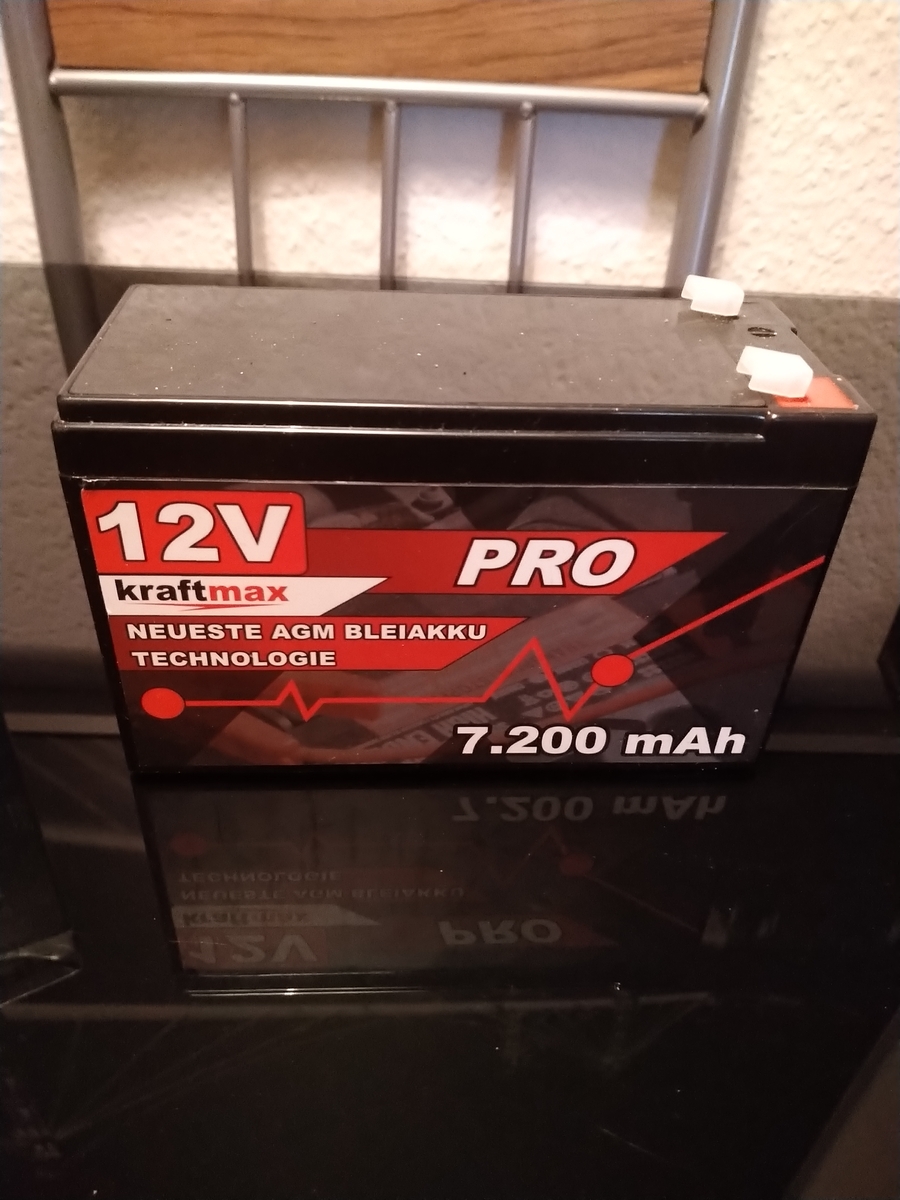 12V
PRO
kraftmax
NEUESTE AGM BLEIAKKU
TECHNOLOGIE
7.200 mAh